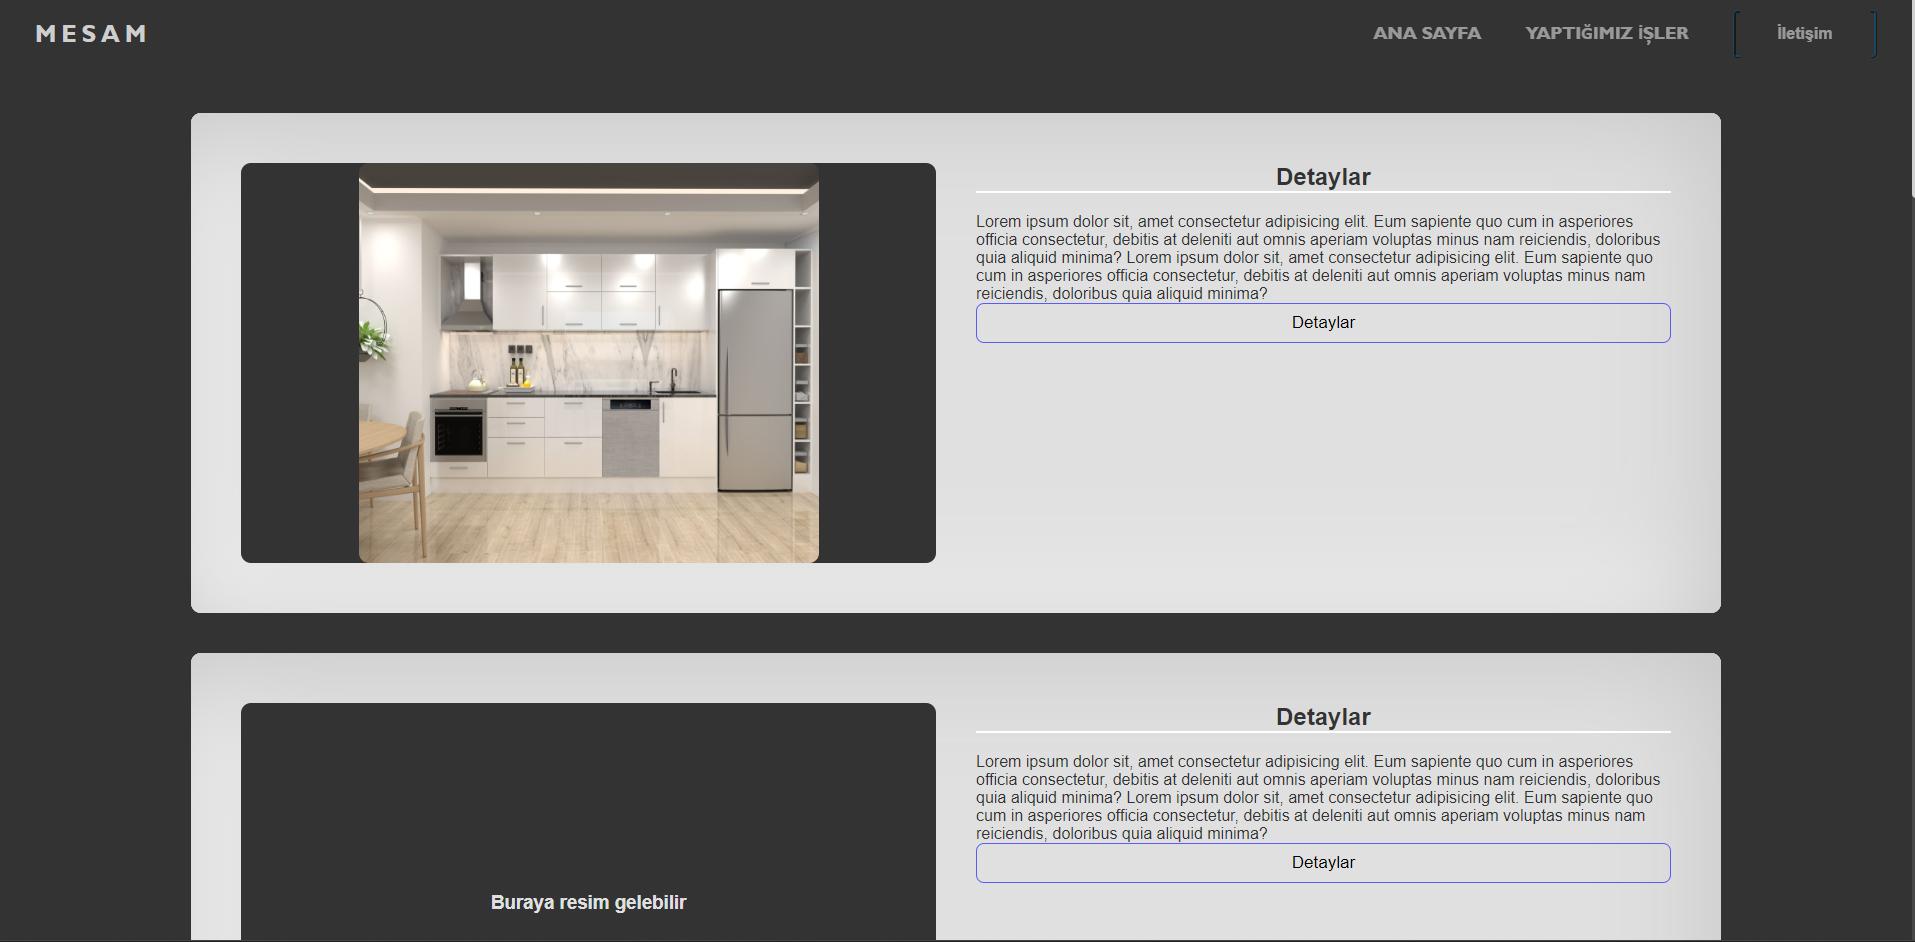 MESAM
ANA SAYFA
YAPTIĞIMIZ İŞLER
İletişim
Detaylar
Lorem ipsum dolor sit, amet consectetur adipisicing elit. Eum sapiente quo cum in asperiores
officia consectetur, debitis at deleniti aut omnis aperiam voluptas minus nam reiciendis, doloribus
quia aliquid minima? Lorem ipsum dolor sit, amet consectetur adipisicing elit. Eum sapiente quo
cum in asperiores officia consectetur, debitis at deleniti aut omnis aperiam voluptas minus nam
reiciendis, doloribus quia aliquid minima?
Detaylar
Buraya resim gelebilir
Detaylar
Lorem ipsum dolor sit, amet consectetur adipisicing elit. Eum sapiente quo cum in asperiores
officia consectetur, debitis at deleniti aut omnis aperiam voluptas minus nam reiciendis, doloribus
quia aliquid minima? Lorem ipsum dolor sit, amet consectetur adipisicing elit. Eum sapiente quo
cum in asperiores officia consectetur, debitis at deleniti aut omnis aperiam voluptas minus nam
reiciendis, doloribus quia aliquid minima?
Detaylar